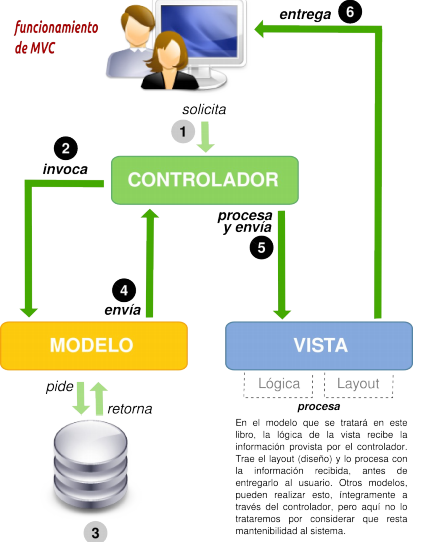 funcionamiento
de MVC
entrega 6
solicita
1
2
invoca
CONTROLADOR
procesa
y envía
5
4
envía
MODELO
VISTA
Lógica
Layout
procesa
pide
retorna
3
En el modelo que se tratará en este
libro, la lógica de la vista recibe la
información provista por el controlador.
Trae el layout (diseño) y lo procesa con
la información recibida, antes de
entregarlo al usuario. Otros modelos,
pueden realizar esto, íntegramente a
través del controlador, pero aquí no lo
trataremos por considerar que resta
mantenibilidad al sistema.